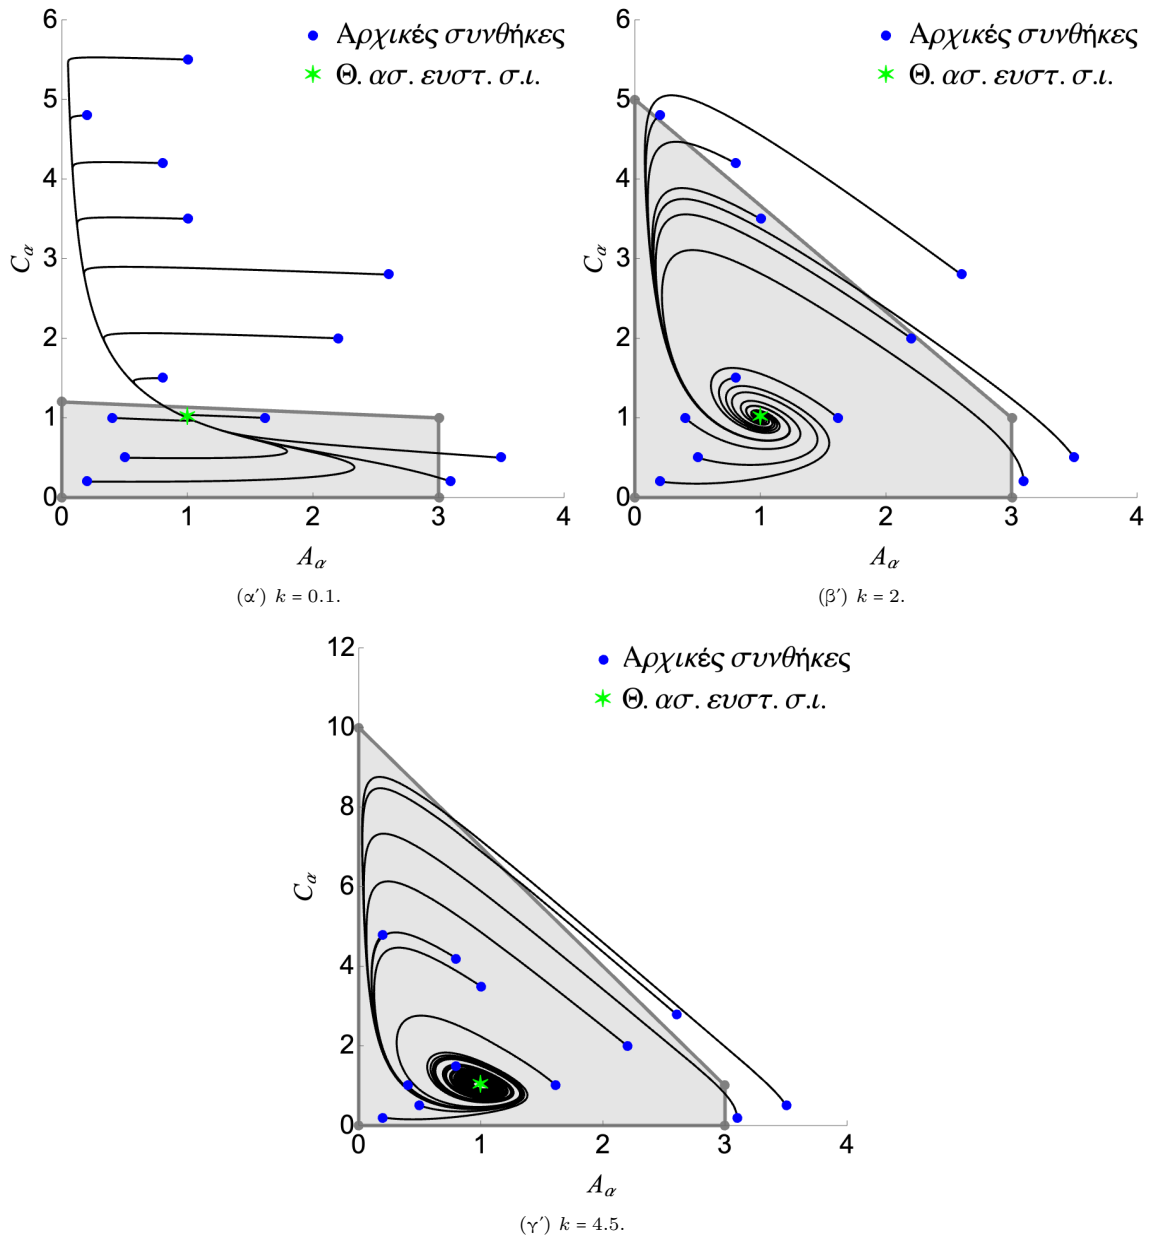 6
5
4
3
2
1
0
0 1 2 3 4
C_α
A_α
Αρχικές συνθήκες
Θ. ασ. ευστ. σ.ι.
(α′) k = 0.1.
6
5
4
3
2
1
0
0 1 2 3 4
C_α
A_α
Αρχικές συνθήκες
Θ. ασ. ευστ. σ.ι.
(β′) k = 2.
12
10
8
6
4
2
0
0 1 2 3 4
C_α
A_α
Αρχικές συνθήκες
Θ. ασ. ευστ. σ.ι.
(γ′) k = 4.5.